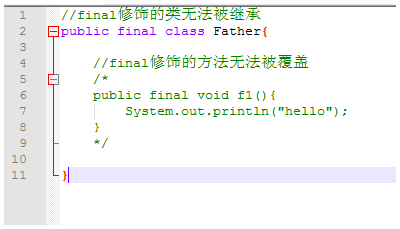 1 //final修饰的类无法被继承
2 public final class Father{
3
4 //final修饰的方法无法被覆盖
5 /*
6 public final void f1(){
7 System.out.println("hello");
8 }
9 */
10
11 }